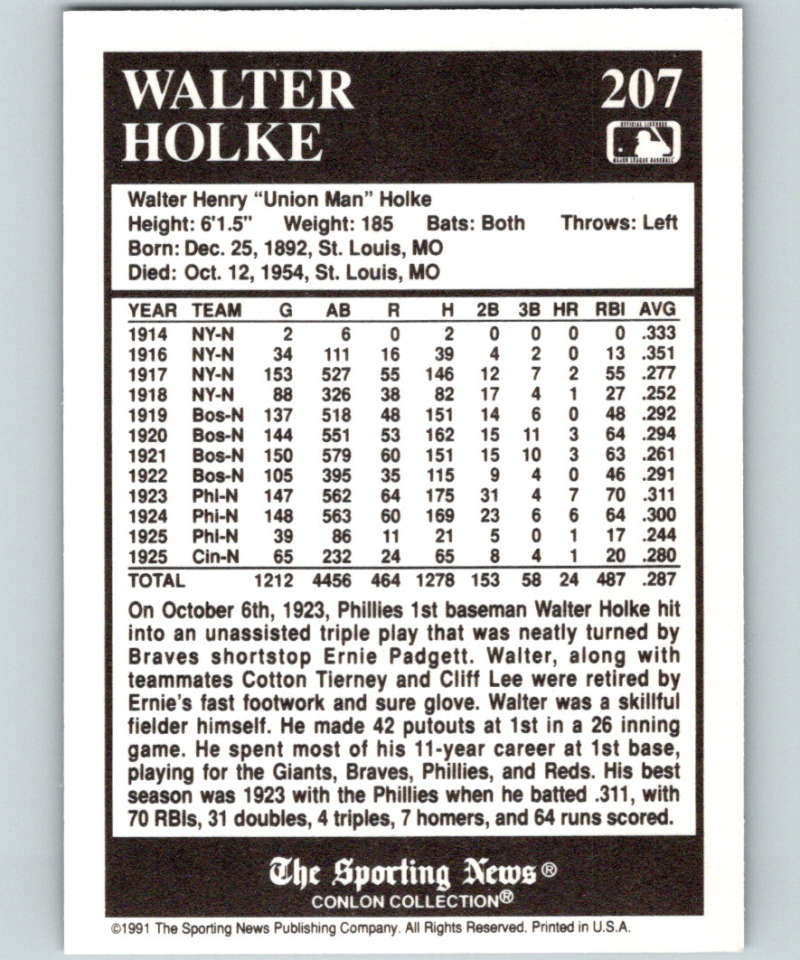 WALTER 207
HOLKE
OFFICIAL LICENSEE
MAJOR LEAGUE BASEBALL
Walter Henry "Union Man" Holke
Height: 6'1.5" Weight: 185 Bats: Both Throws: Left
Born: Dec. 25, 1892, St. Louis, MO
Died: Oct. 12, 1954, St. Louis, MO
YEAR TEAM G AB R H 2B 3B HR RBI AVG
1914 NY-N 2 6 0 2 0 0 0 0 .333
1916 NY-N 34 111 16 39 4 2 0 13 .351
1917 NY-N 153 527 55 146 12 7 2 55 .277
1918 NY-N 88 326 38 82 17 4 1 27 .252
1919 Bos-N 137 518 48 151 14 6 0 48 .292
1920 Bos-N 144 551 53 162 15 11 3 64 .294
1921 Bos-N 150 579 60 151 15 10 3 63 .261
1922 Bos-N 105 395 35 115 9 4 0 46 .291
1923 Phi-N 147 562 64 175 31 4 7 70 .311
1924 Phi-N 148 563 60 169 23 6 6 64 .300
1925 Phi-N 39 86 11 21 5 0 1 17 .244
1925 Cin-N 65 232 24 65 8 4 1 20 .280
TOTAL 1212 4456 464 1278 153 58 24 487 .287
On October 6th, 1923, Phillies 1st baseman Walter Holke hit
into an unassisted triple play that was neatly turned by
Braves shortstop Ernie Padgett. Walter, along with
teammates Cotton Tierney and Cliff Lee were retired by
Ernie's fast footwork and sure glove. Walter was a skillful
fielder himself. He made 42 putouts at 1st in a 26 inning
game. He spent most of his 11-year career at 1st base,
playing for the Giants, Braves, Phillies, and Reds. His best
season was 1923 with the Phillies when he batted .311, with
70 RBIs, 31 doubles, 4 triples, 7 homers, and 64 runs scored.
The Sporting News®
CONLON COLLECTION®
©1991 The Sporting News Publishing Company. All Rights Reserved. Printed in U.S.A.